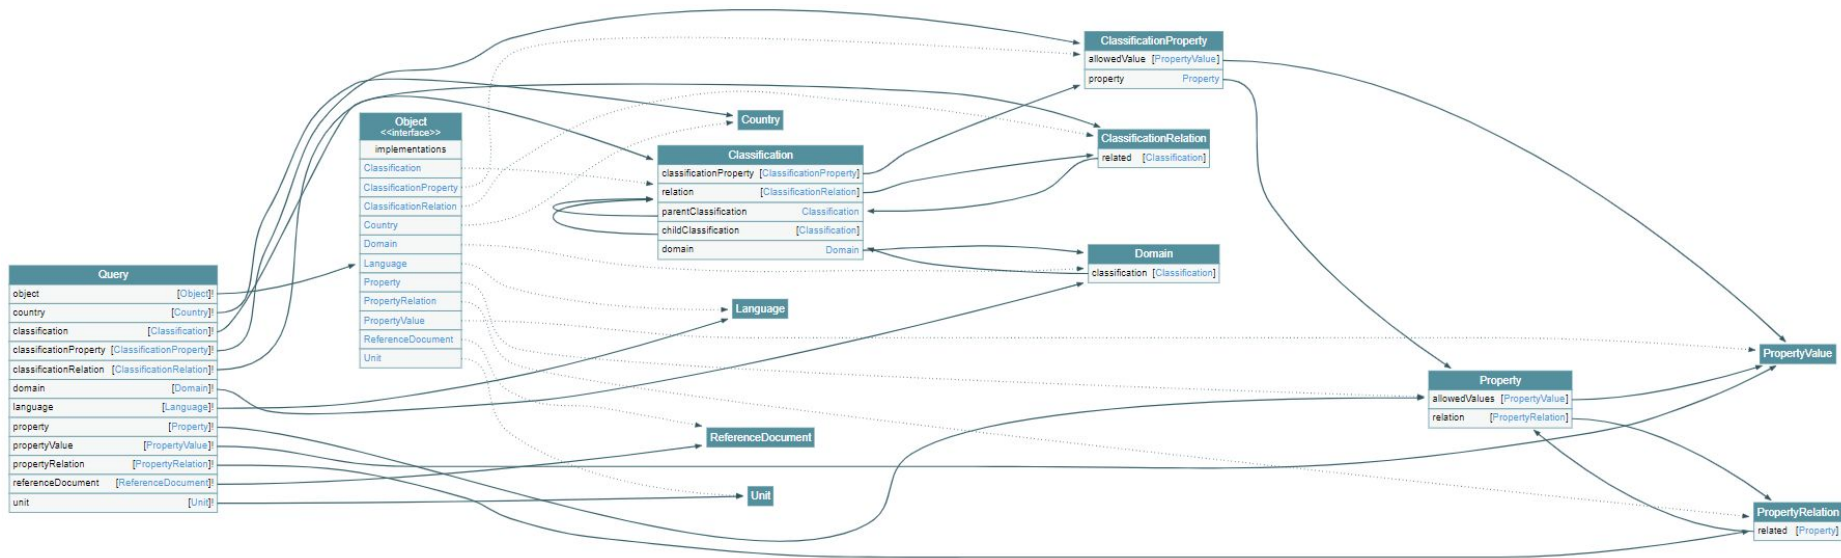 Query
object [Object]!
country [Country]!
classification [Classification]!
classificationProperty [ClassificationProperty]!
classificationRelation [ClassificationRelation]!
domain [Domain]!
language [Language]!
property [Property]!
propertyValue [PropertyValue]!
propertyRelation [PropertyRelation]!
referenceDocument [ReferenceDocument]!
unit [Unit]!
Object
<<interface>>
implementations
Classification
ClassificationProperty
ClassificationRelation
Country
Domain
Language
Property
PropertyRelation
PropertyValue
ReferenceDocument
Unit
Country
Classification
classificationProperty [ClassificationProperty]
relation [ClassificationRelation]
parentClassification Classification
childClassification [Classification]
domain Domain
Language
ReferenceDocument
Unit
ClassificationProperty
allowedValue [PropertyValue]
property Property
ClassificationRelation
related [Classification]
Domain
classification [Classification]
Property
allowedValues [PropertyValue]
relation [PropertyRelation]
PropertyValue
PropertyRelation
related [Property]